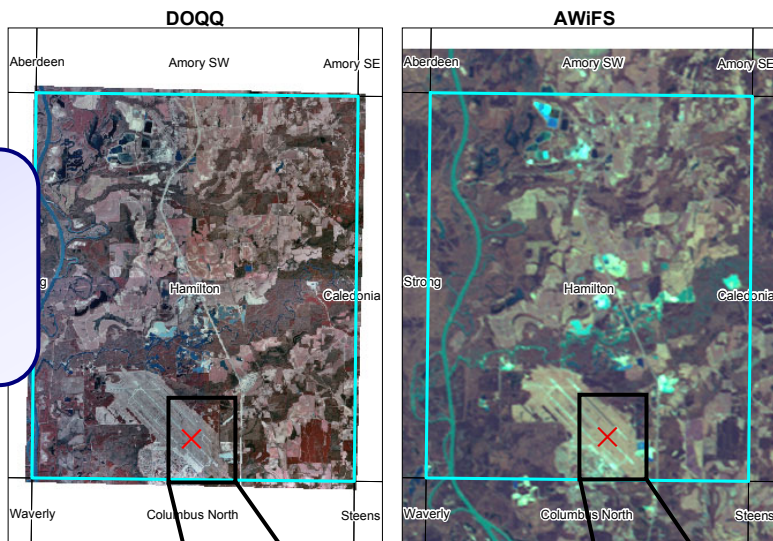 DOQQ
AWiFS
Aberdeen
Amory SW
Amory SE
Aberdeen
Amory SW
Amory SE
g
Hamilton
Caledonia
Strong
Hamilton
Caledonia
Waverly
Columbus North
Steens
Waverly
Columbus North
Steens